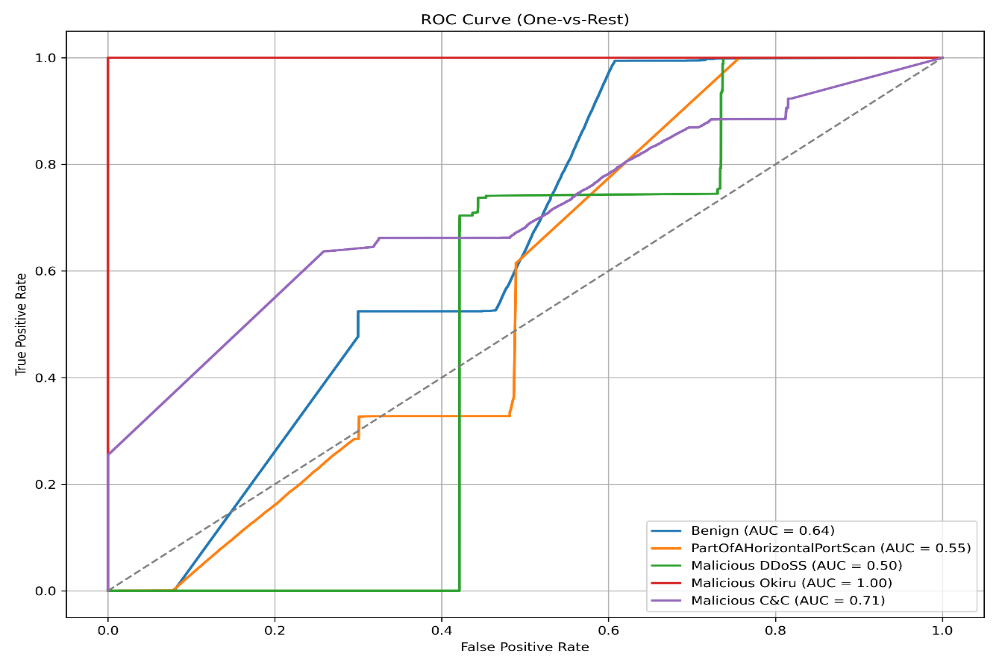 ROC Curve (One-vs-Rest)
True Positive Rate
1.0
0.8
0.6
0.4
0.2
0.0
0.0 0.2 0.4 0.6 0.8 1.0
False Positive Rate
Benign (AUC = 0.64)
PartOfAHorizontalPortScan (AUC = 0.55)
Malicious DDoSS (AUC = 0.50)
Malicious Okiru (AUC = 1.00)
Malicious C&C (AUC = 0.71)